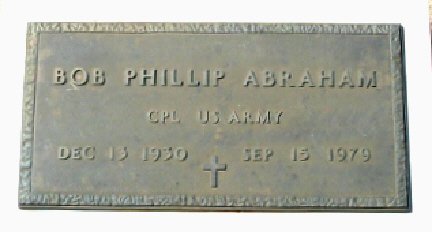 BOB PHILLIP ABRAHAM
CPL US ARMY
DEC 13 1930 SEP 15 1979